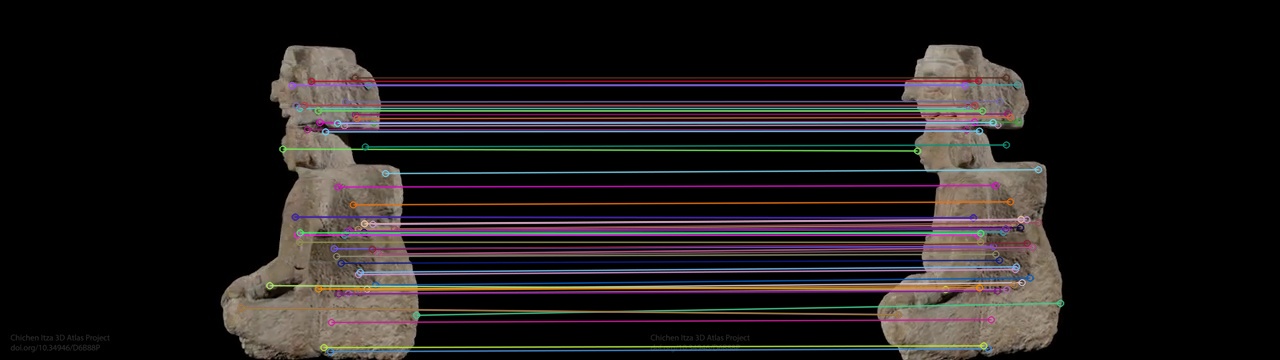 Chichen Itza 3D Atlas Project
doi.org/10.34946/D6888P
Chichen Itza 3D Atlas Project